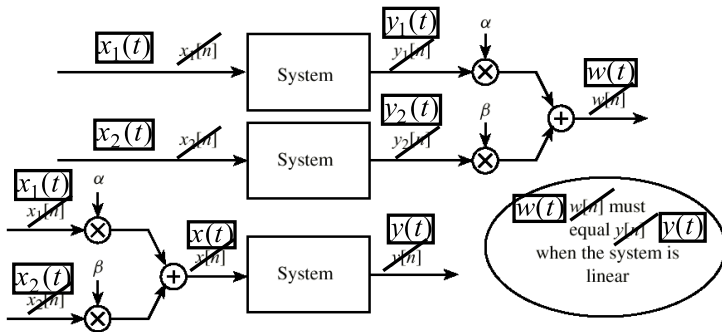 x₁(t) x₁[n] System y₁(t) y₁[n] α
w(t) w[n]
x₂(t) x₂[n] System y₂(t) y₂[n] β
x₁(t) x₁[n] α
x(t) x[n] System y(t) y[n]
x₂(t) x₂[n] β
w(t) w[n] must
equal y[n] y(t)
when the system is
linear